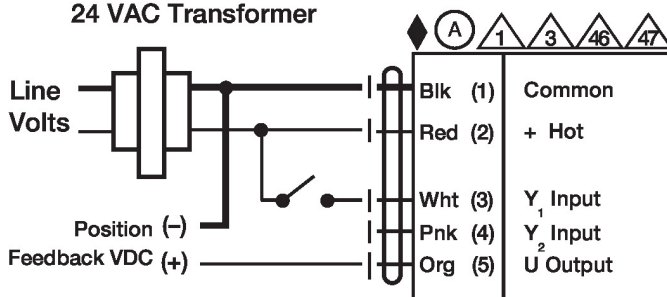 24 VAC Transformer
A 1 3 46 47
Line
Volts
Blk (1) Common
Red (2) + Hot
Wht (3) Y1 Input
Position (–)
Pnk (4) Y2 Input
Feedback VDC (+)
Org (5) U Output